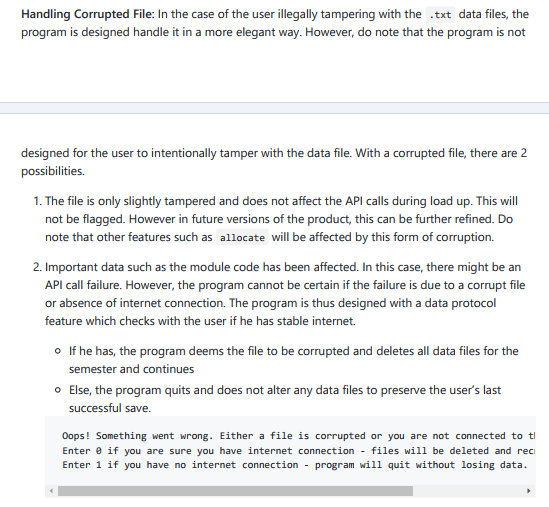 Handling Corrupted File: In the case of the user illegally tampering with the .txt data files, the
program is designed handle it in a more elegant way. However, do note that the program is not
designed for the user to intentionally tamper with the data file. With a corrupted file, there are 2
possibilities.
1. The file is only slightly tampered and does not affect the API calls during load up. This will
not be flagged. However in future versions of the product, this can be further refined. Do
note that other features such as allocate will be affected by this form of corruption.
2. Important data such as the module code has been affected. In this case, there might be an
API call failure. However, the program cannot be certain if the failure is due to a corrupt file
or absence of internet connection. The program is thus designed with a data protocol
feature which checks with the user if he has stable internet.
If he has, the program deems the file to be corrupted and deletes all data files for the
semester and continues
Else, the program quits and does not alter any data files to preserve the user's last
successful save.
Oops! Something went wrong. Either a file is corrupted or you are not connected to
Enter 0 if you are sure you have internet connection - files will be deleted and
Enter 1 if you have no internet connection - program will quit without losing data.